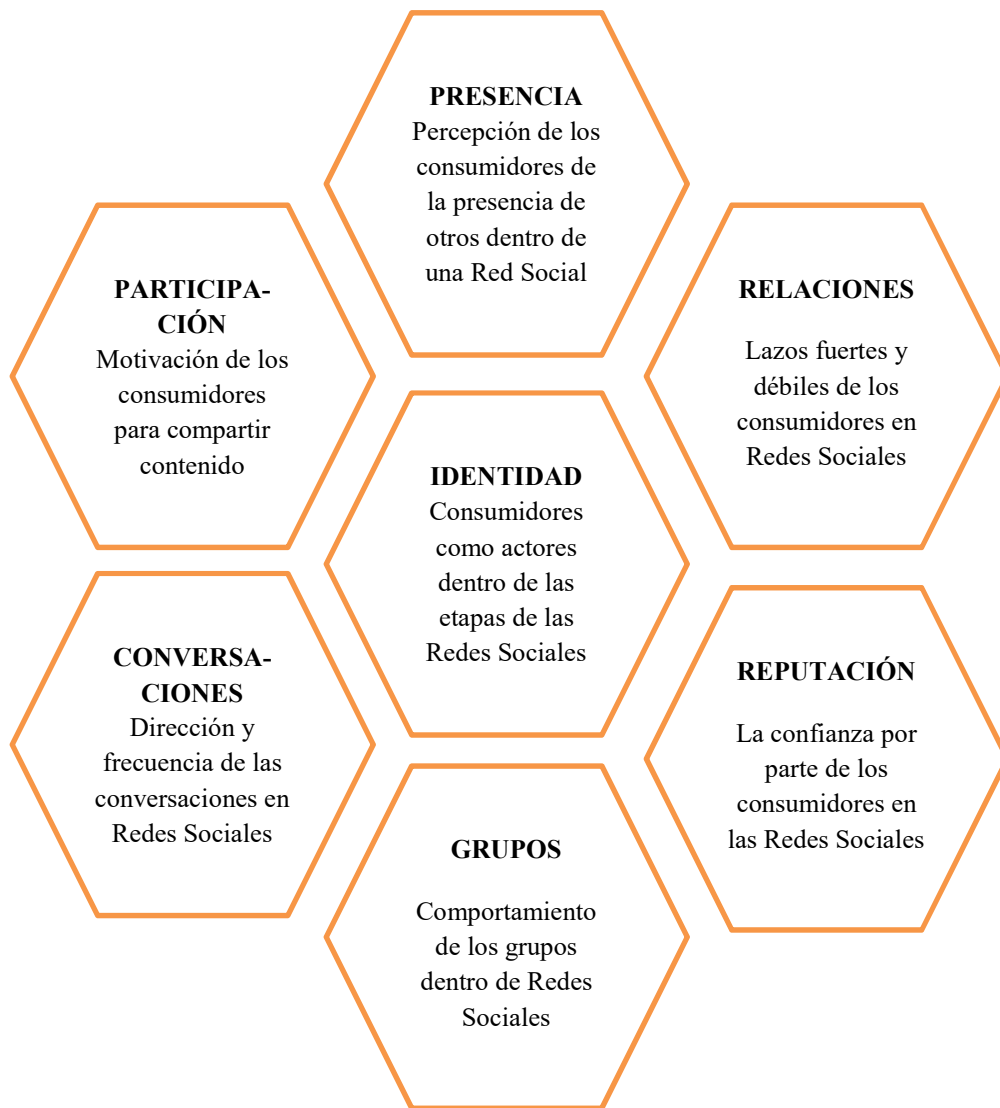 PRESENCIA
Percepción de los
consumidores de
la presencia de
otros dentro de
una Red Social
PARTICIPA-
CIÓN
Motivación de los
consumidores
para compartir
contenido
RELACIONES
Lazos fuertes y
débiles de los
consumidores en
Redes Sociales
IDENTIDAD
Consumidores
como actores
dentro de las
etapas de las
Redes Sociales
CONVERSA-
CIONES
Dirección y
frecuencia de las
conversaciones en
Redes Sociales
REPUTACIÓN
La confianza por
parte de los
consumidores en
las Redes Sociales
GRUPOS
Comportamiento
de los grupos
dentro de Redes
Sociales